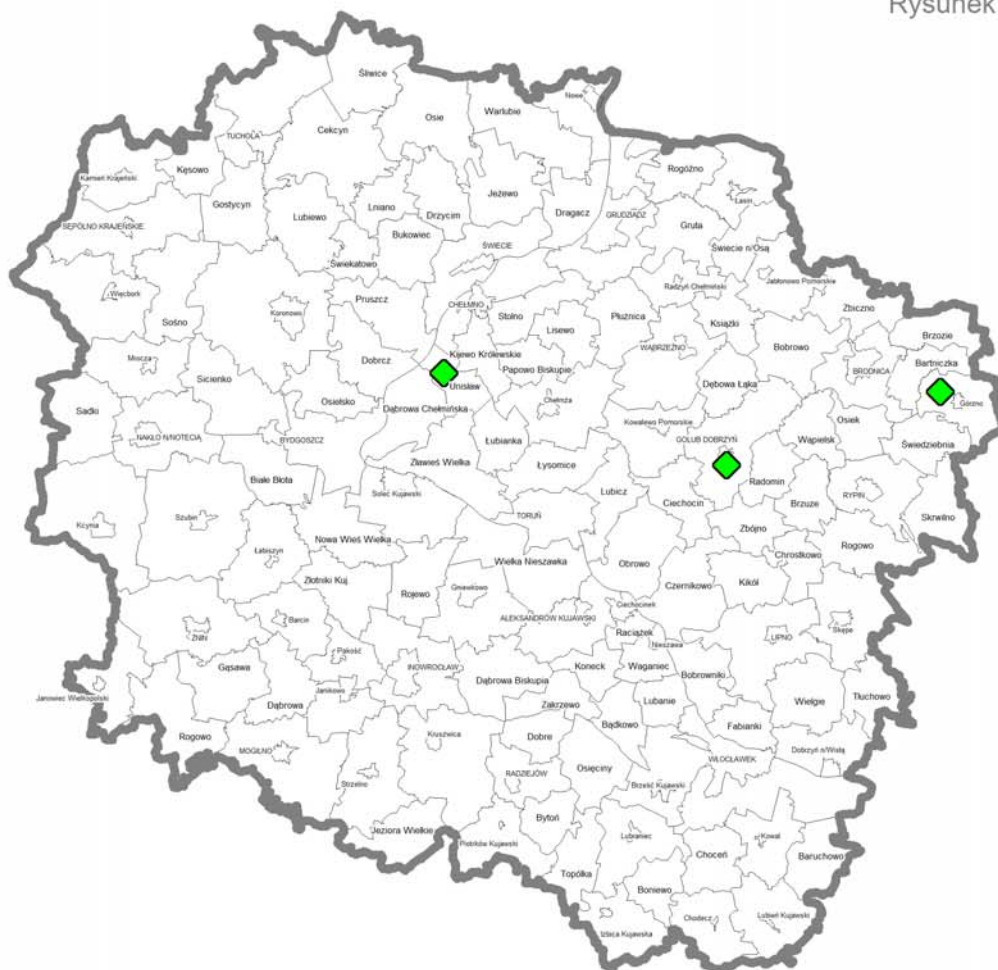 Rysunek
Śliwice
Nowe
Osie
Warlubie
Cekcyn
TUCHOLA
Kęsowo
Rogóźno
Kamień Krajeński
Jeżewo
Łasin
Gostycyn
Lniano
Lubiewo
Drzycim
Dragacz
GRUDZIĄDZ
Gruta
SĘPÓLNO KRAJEŃSKIE
Bukowiec
ŚWIECIE
Świecie n/Osą
Świekatowo
Radzyń Chełmiński
Jabłonowo Pomorskie
Więcbork
Pruszcz
CHEŁMNO
Zbiczno
Koronowo
Stolno
Płużnica
Sośno
Lisewo
Książki
Brzozie
WĄBRZEŹNO
Bobrowo
Kijewo Królewskie
Mrocza
Dobrcz
Bartniczka
Papowo Biskupie
BRODNICA
Sicienko
Unisław
Dębowa Łąka
Osielsko
Chełmża
Górzno
Sadki
Dąbrowa Chełmińska
Osiek
Kowalewo Pomorskie
NAKŁO N/NOTECIĄ
BYDGOSZCZ
Łubianka
GOLUB DOBRZYŃ
Wąpielsk
Świedziebnia
Zławieś Wielka
Łysomice
Białe Błota
Radomin
Solec Kujawski
Lubicz
RYPIN
Ciechocin
Brzuze
Szubin
TORUŃ
Skrwilno
Kcynia
Zbójno
Nowa Wieś Wielka
Rogowo
Łabiszyn
Chrostkowo
Wielka Nieszawka
Obrowo
Złotniki Kuj.
Czernikowo
Kikół
Rojewo
Gniewkowo
Ciechocinek
Barcin
ALEKSANDRÓW KUJAWSKI
Skępe
Raciążek
ŻNIN
LIPNO
Nieszawa
Pakość
Gąsawa
INOWROCŁAW
Koneck
Waganiec
Bobrowniki
Dąbrowa Biskupia
Janikowo
Janowiec Wielkopolski
Tłuchowo
Lubanie
Wielgie
Dąbrowa
Zakrzewo
Bądkowo
Fabianki
Kruszwica
Rogowo
Dobre
MOGILNO
Dobrzyń n/Wisłą
WŁOCŁAWEK
Osięciny
RADZIEJÓW
Strzelno
Brześć Kujawski
Bytoń
Jeziora Wielkie
Lubraniec
Kowal
Piotrków Kujawski
Choceń
Baruchowo
Topólka
Boniewo
Lubień Kujawski
Chodecz
Izbica Kujawska